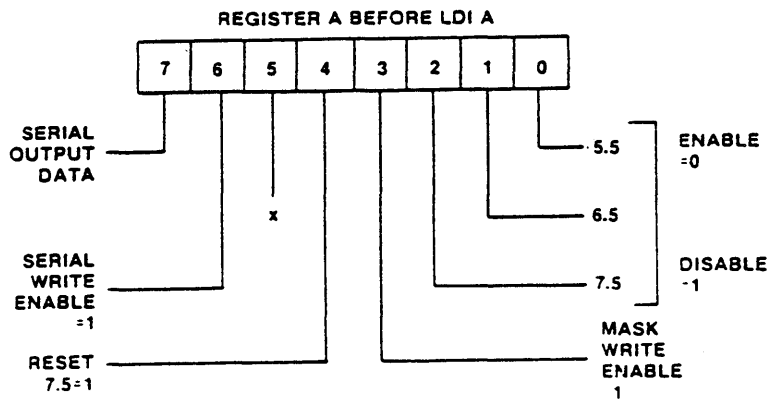 REGISTER A BEFORE LDI A
7 6 5 4 3 2 1 0
SERIAL
OUTPUT
DATA
x
SERIAL
WRITE
ENABLE
=1
RESET
7.5=1
5.5
6.5
7.5
ENABLE
=0
DISABLE
-1
MASK
WRITE
ENABLE
1